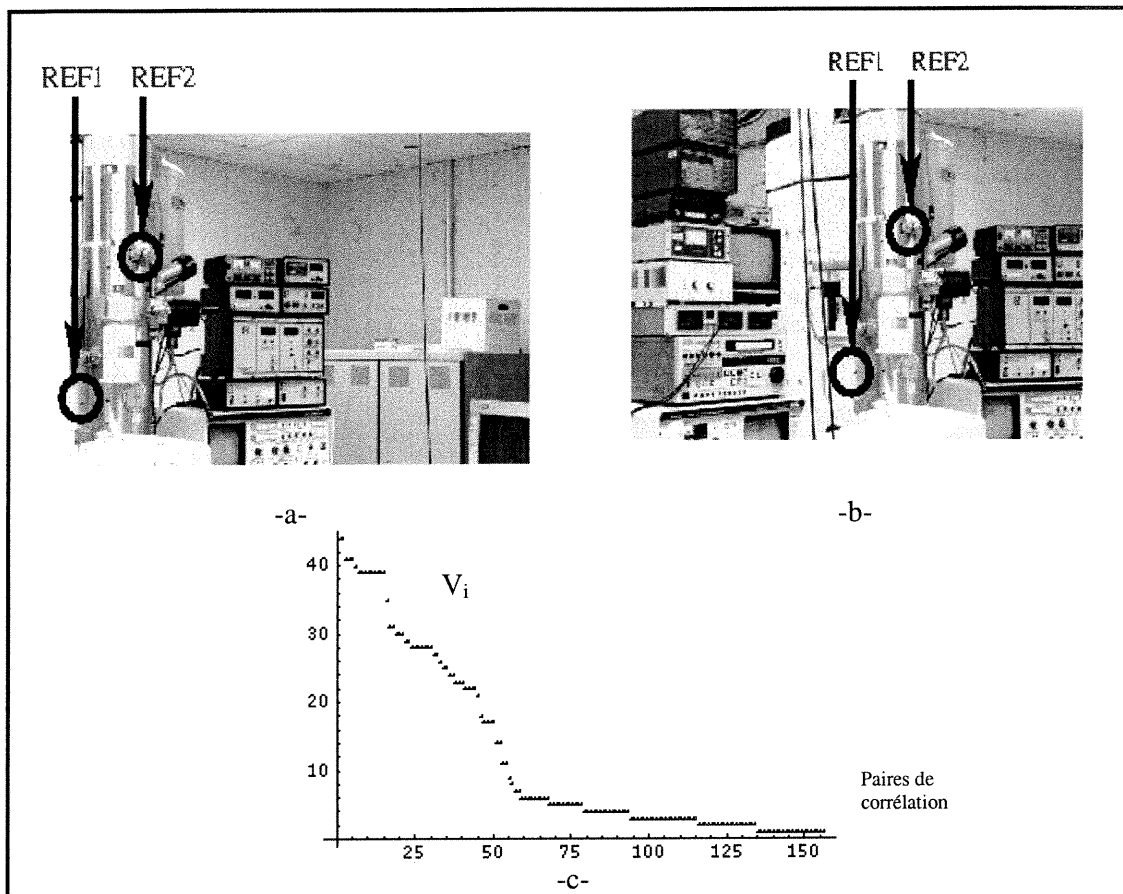 REF1 REF2
REF1 REF2
-a-
-b-
40
30
20
10
Vi
Paires de
corrélation
25 50 75 100 125 150
-c-